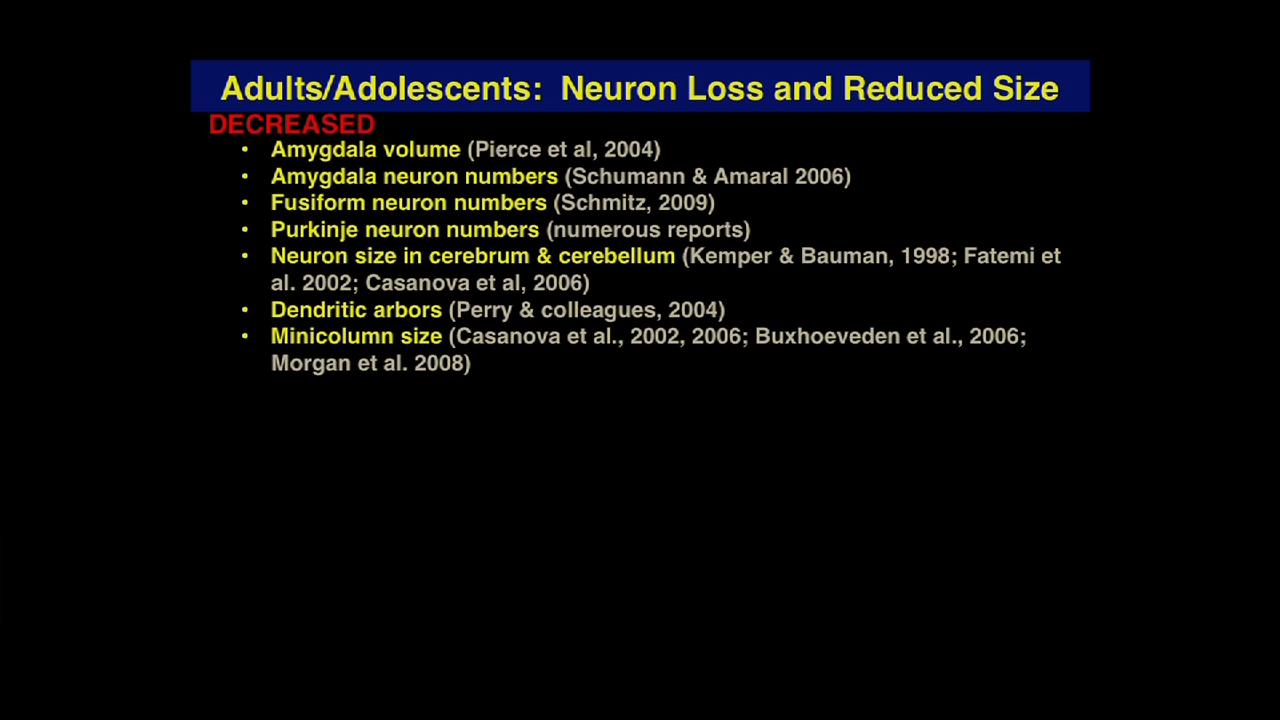 Adults/Adolescents:  Neuron Loss and Reduced Size
DECREASED
• Amygdala volume (Pierce et al, 2004)
• Amygdala neuron numbers (Schumann & Amaral 2006)
• Fusiform neuron numbers (Schmitz, 2009)
• Purkinje neuron numbers (numerous reports)
• Neuron size in cerebrum & cerebellum (Kemper & Bauman, 1998; Fatemi et
al. 2002; Casanova et al, 2006)
• Dendritic arbors (Perry & colleagues, 2004)
• Minicolumn size (Casanova et al., 2002, 2006; Buxhoeveden et al., 2006;
Morgan et al. 2008)